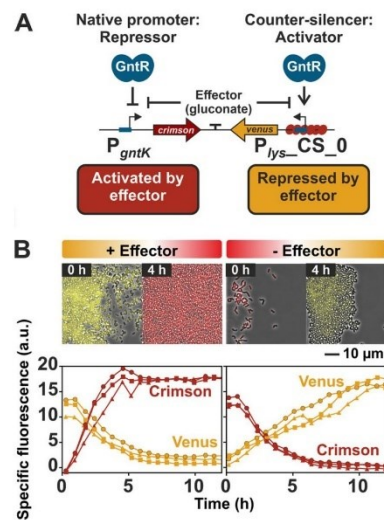 A
Native promoter:
Repressor
Counter-silencer:
Activator
GntR
GntR
Effector
(gluconate)
crimson
venus
PgntK
Plys_CS_0
Activated by
effector
Repressed by
effector
B
+ Effector
- Effector
0 h
4 h
0 h
4 h
10 µm
Specific fluorescence (a.u.)
20
15
10
5
0
Crimson
Venus
Venus
Crimson
0
5
10
0
5
10
Time (h)